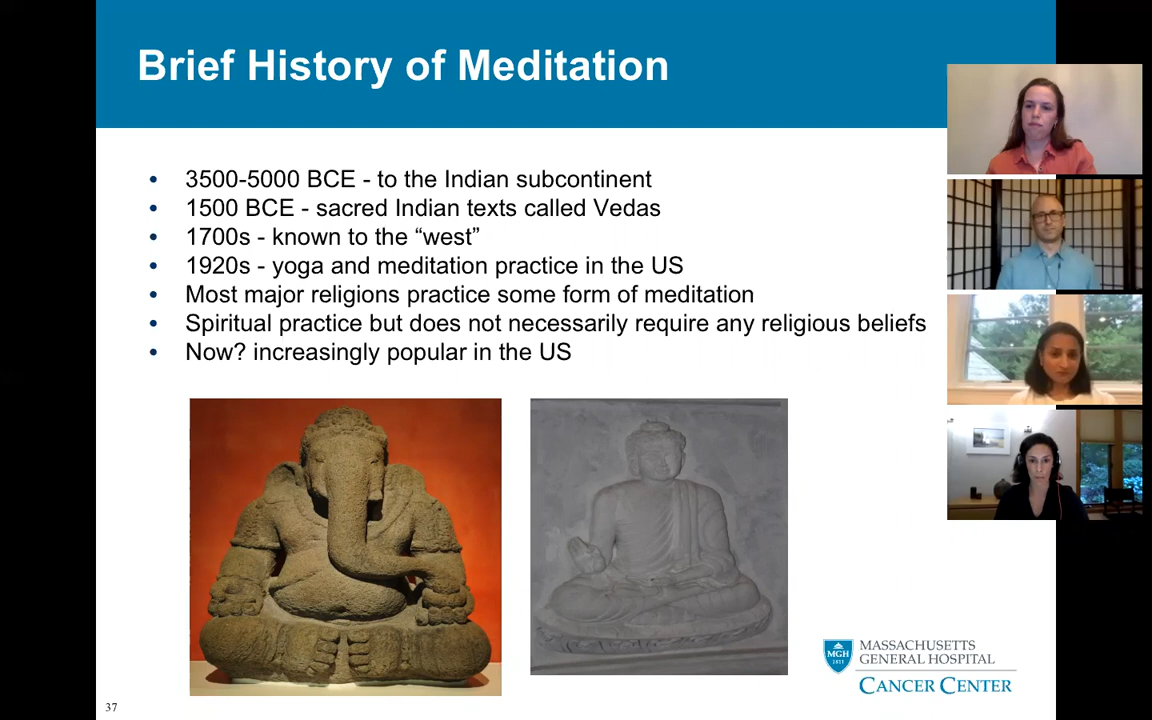 Brief History of Meditation
• 3500-5000 BCE - to the Indian subcontinent
• 1500 BCE - sacred Indian texts called Vedas
• 1700s - known to the “west”
• 1920s - yoga and meditation practice in the US
• Most major religions practice some form of meditation
• Spiritual practice but does not necessarily require any religious beliefs
• Now? increasingly popular in the US
MGH
1811
MASSACHUSETTS
GENERAL HOSPITAL
CANCER CENTER
37